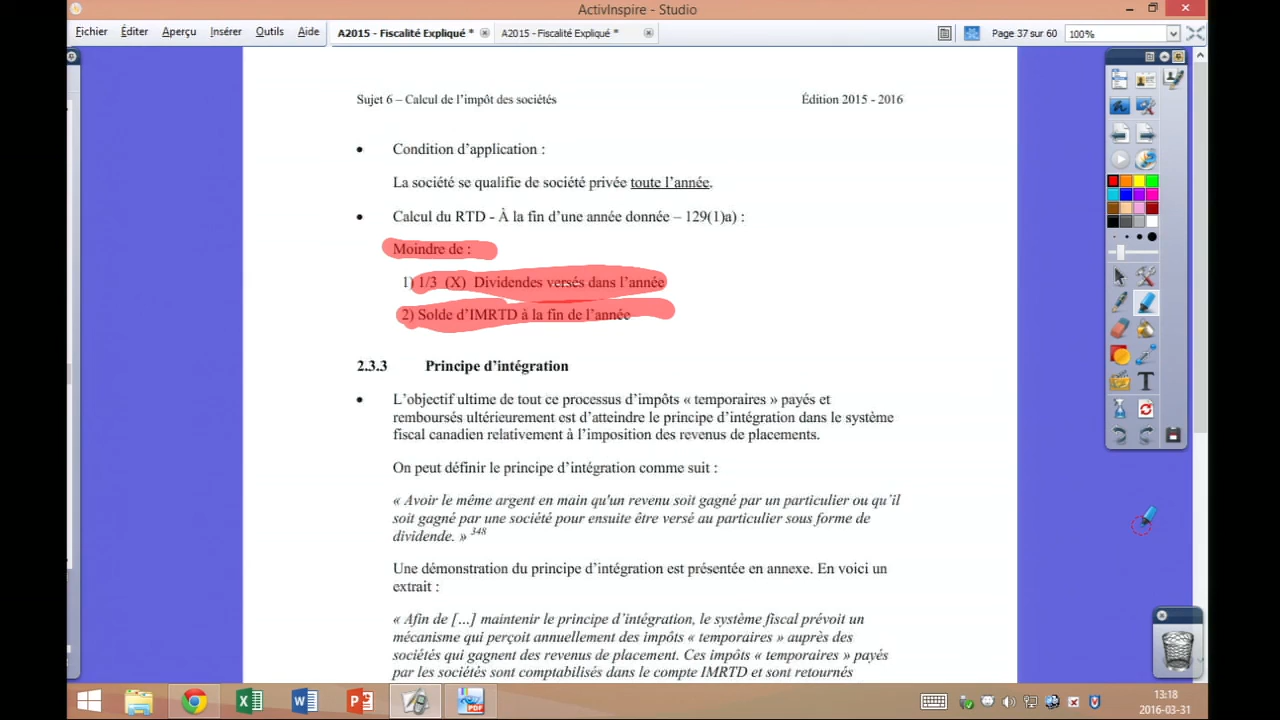 ActivInspire - Studio
Fichier Éditer Aperçu Insérer Outils Aide
A2015 - Fiscalité Expliqué *
A2015 - Fiscalité Expliqué *
Page 37 sur 60
100%
Sujet 6 – Calcul de l'impôt des sociétés
Édition 2015 - 2016
• Condition d'application :
La société se qualifie de société privée toute l'année.
• Calcul du RTD - À la fin d'une année donnée – 129(1)a) :
Moindre de :
1) 1/3 (X) Dividendes versés dans l'année
2) Solde d'IMRTD à la fin de l'année
2.3.3 Principe d'intégration
• L'objectif ultime de tout ce processus d'impôts « temporaires » payés et
remboursés ultérieurement est d'atteindre le principe d'intégration dans le système
fiscal canadien relativement à l'imposition des revenus de placements.
On peut définir le principe d'intégration comme suit :
« Avoir le même argent en main qu'un revenu soit gagné par un particulier ou qu'il
soit gagné par une société pour ensuite être versé au particulier sous forme de
dividende. » 348
Une démonstration du principe d'intégration est présentée en annexe. En voici un
extrait :
« Afin de [...] maintenir le principe d'intégration, le système fiscal prévoit un
mécanisme qui perçoit annuellement des impôts « temporaires » auprès des
sociétés qui gagnent des revenus de placement. Ces impôts « temporaires » payés
par les sociétés sont comptabilisés dans le compte IMRTD et sont retournés
13:18
2016-03-31